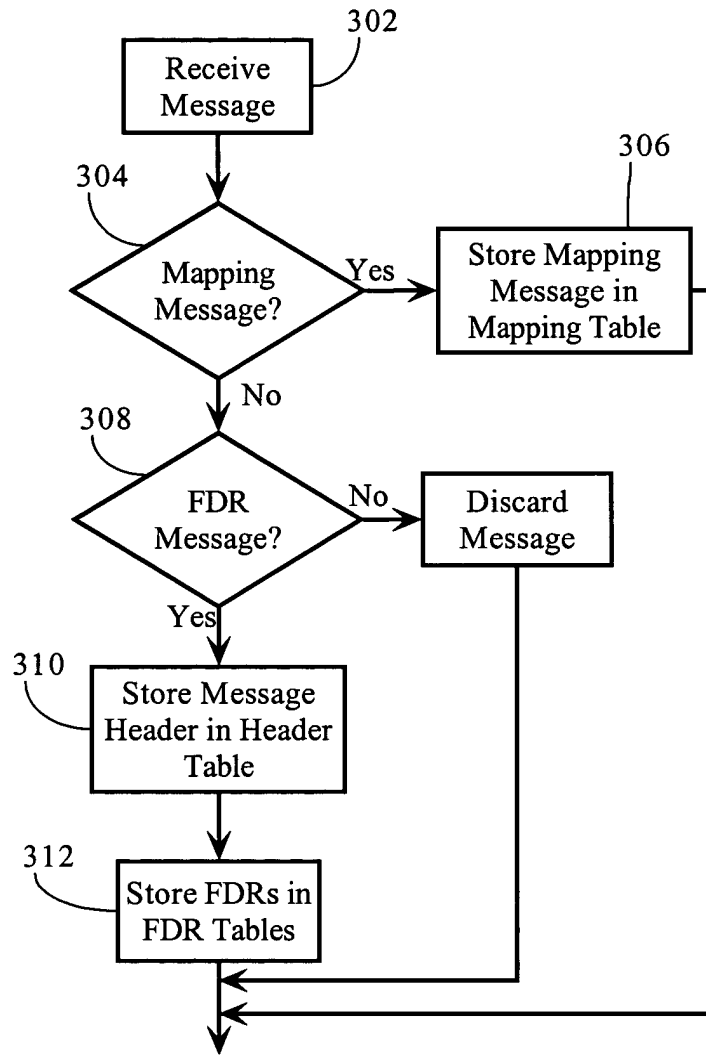 302
Receive
Message
304
306
Mapping
Message?
Yes
Store Mapping
Message in
Mapping Table
No
308
FDR
Message?
No
Discard
Message
Yes
310
Store Message
Header in Header
Table
312
Store FDRs in
FDR Tables